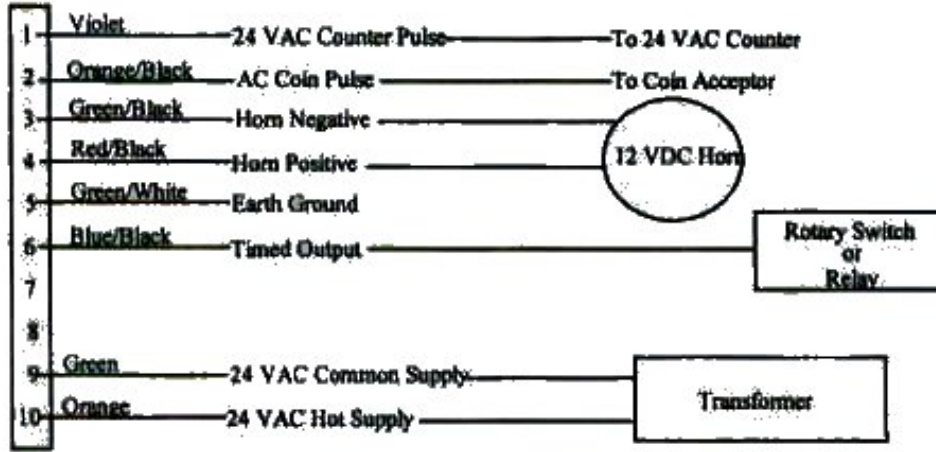 1 Violet 24 VAC Counter Pulse To 24 VAC Counter
2 Orange/Black AC Coin Pulse To Coin Acceptor
3 Green/Black Horn Negative
4 Red/Black Horn Positive 12 VDC Horn
5 Green/White Earth Ground
6 Blue/Black Timed Output Rotary Switch
or
Relay
7
8
9 Green 24 VAC Common Supply Transformer
10 Orange 24 VAC Hot Supply